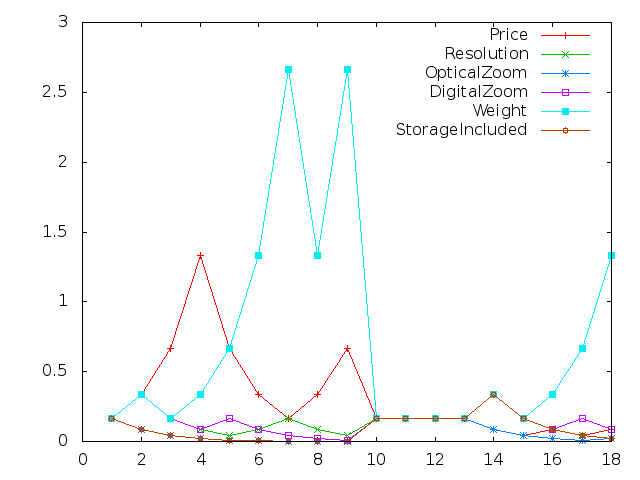 3
2.5
2
1.5
1
0.5
0
0 2 4 6 8 10 12 14 16 18
Price
Resolution
OpticalZoom
DigitalZoom
Weight
StorageIncluded